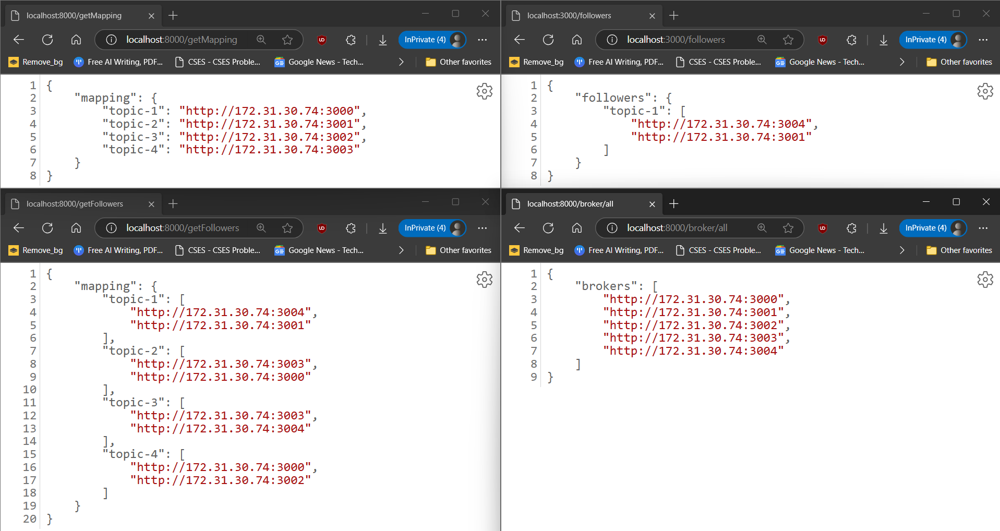 localhost:8000/getMapping
localhost:8000/getMapping
InPrivate (4)
Remove_bg
Free AI Writing, PDF...
CSES - CSES Proble...
Google News - Tech...
Other favorites
1 {
2 "mapping": {
3 "topic-1": "http://172.31.30.74:3000",
4 "topic-2": "http://172.31.30.74:3001",
5 "topic-3": "http://172.31.30.74:3002",
6 "topic-4": "http://172.31.30.74:3003"
7 }
8 }
localhost:3000/followers
localhost:3000/followers
InPrivate (4)
Remove_bg
Free AI Writing, PDF...
CSES - CSES Proble...
Google News - Tech...
Other favorites
1 {
2 "followers": {
3 "topic-1": [
4 "http://172.31.30.74:3004",
5 "http://172.31.30.74:3001"
6 ]
7 }
8 }
localhost:8000/getFollowers
localhost:8000/getFollowers
InPrivate (4)
Remove_bg
Free AI Writing, PDF...
CSES - CSES Proble...
Google News - Tech...
Other favorites
1 {
2 "mapping": {
3 "topic-1": [
4 "http://172.31.30.74:3004",
5 "http://172.31.30.74:3001"
6 ],
7 "topic-2": [
8 "http://172.31.30.74:3003",
9 "http://172.31.30.74:3000"
10 ],
11 "topic-3": [
12 "http://172.31.30.74:3003",
13 "http://172.31.30.74:3004"
14 ],
15 "topic-4": [
16 "http://172.31.30.74:3000",
17 "http://172.31.30.74:3002"
18 ]
19 }
20 }
localhost:8000/broker/all
localhost:8000/broker/all
InPrivate (4)
Remove_bg
Free AI Writing, PDF...
CSES - CSES Proble...
Google News - Tech...
Other favorites
1 {
2 "brokers": [
3 "http://172.31.30.74:3000",
4 "http://172.31.30.74:3001",
5 "http://172.31.30.74:3002",
6 "http://172.31.30.74:3003",
7 "http://172.31.30.74:3004"
8 ]
9 }